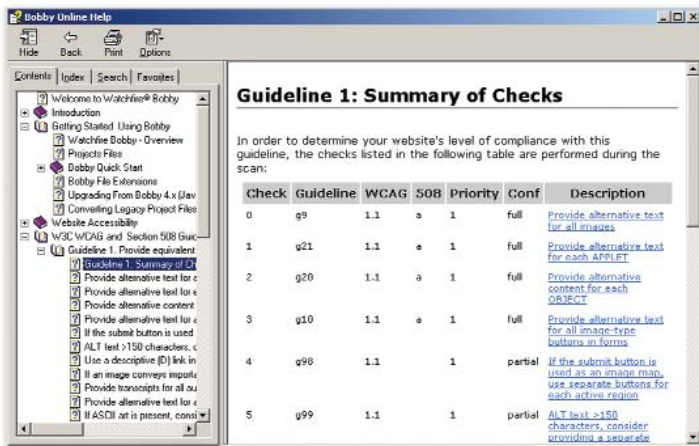 Bobby Online Help
Hide Back Print Options
Contents Index Search Favorites
Welcome to Watchfire® Bobby
Introduction
Getting Started Using Bobby
Watchfire Bobby - Overview
Projects Files
Bobby Quick Start
Bobby File Extensions
Upgrading From Bobby 4.x (Jav
Converting Legacy Project Files
Website Accessibility
W3C WCAG and Section 508 Guic
Guideline 1. Provide equivalent
Guideline 1: Summary of Ch
Provide alternative text for a
Provide alternative text for e
Provide alternative content
Provide alternative text for a
If the submit button is used
ALT text >150 characters, c
Use a descriptive (D) link in
If an image conveys importa
Provide transcripts for all au
Provide alternative text for e
If ASCII art is present, consi
Guideline 1: Summary of Checks
In order to determine your website's level of compliance with this
guideline, the checks listed in the following table are performed during the
scan:
Check Guideline WCAG 508 Priority Conf Description
0 g9 1.1 a 1 full Provide alternative text
for all images
1 g21 1.1 a 1 full Provide alternative text
for each APPLET
2 g20 1.1 a 1 full Provide alternative
content for each
OBJECT
3 g10 1.1 a 1 full Provide alternative text
for all image-type
buttons in forms
4 g98 1.1 1 partial If the submit button is
used as an image map,
use separate buttons for
each active region
5 g99 1.1 1 partial ALT text >150
characters, consider
providing a separate